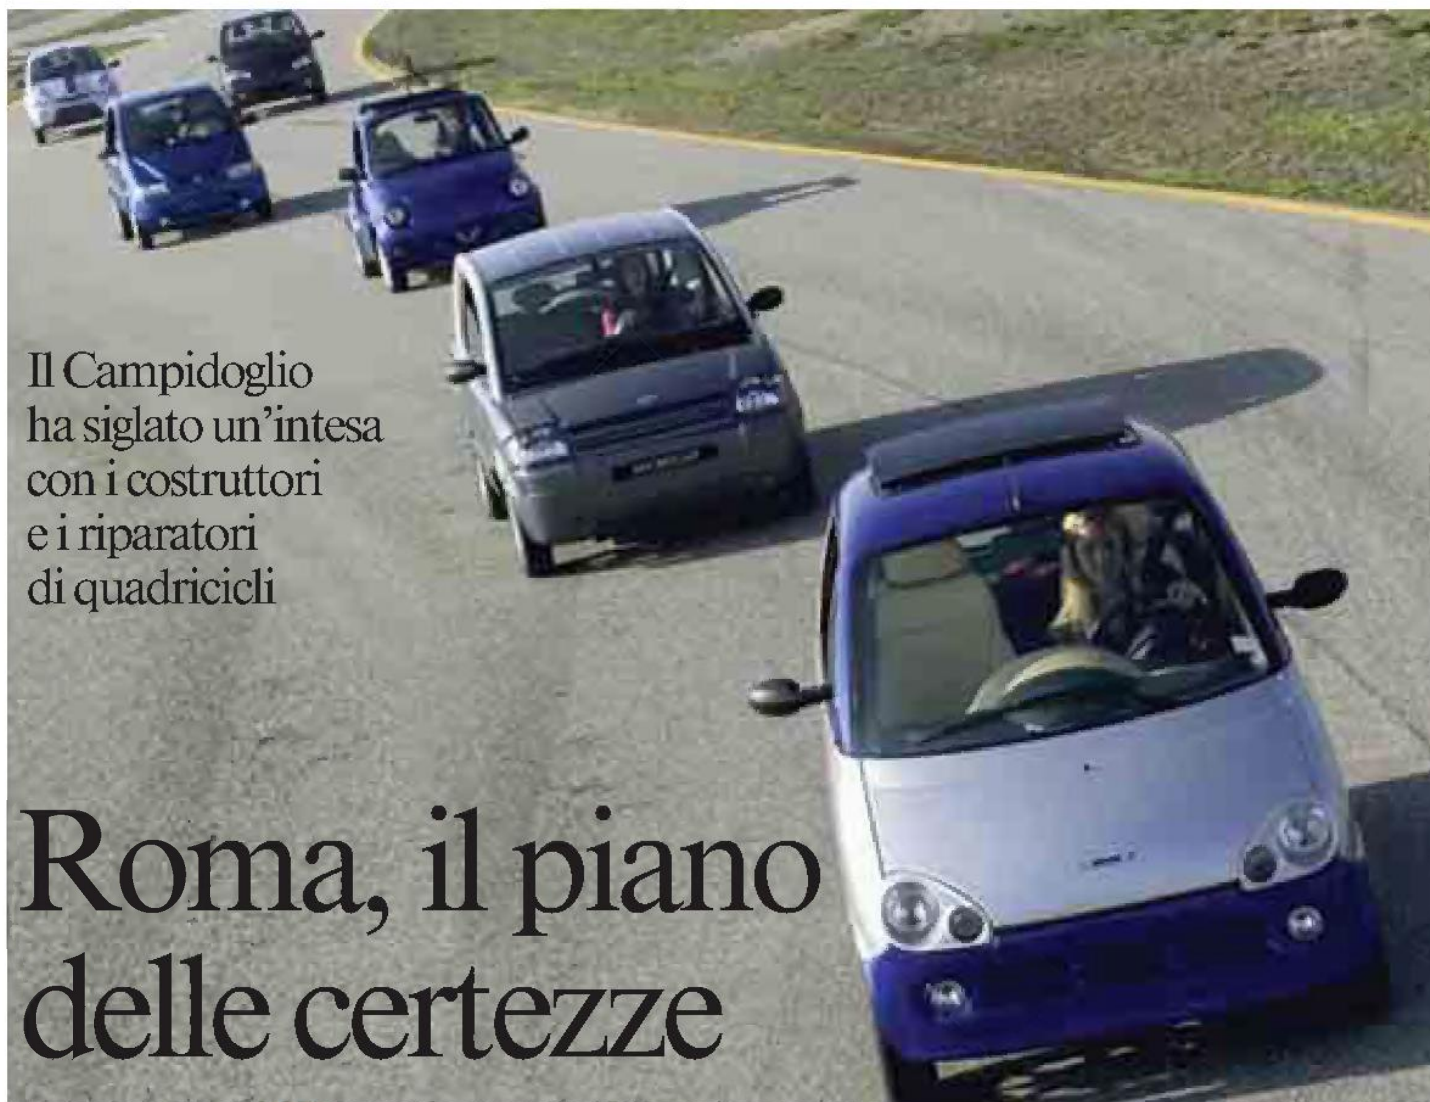 Il Campidoglio
ha siglato un'intesa
con i costruttori
e i riparatori
di quadricicli
Roma, il piano
delle certezze